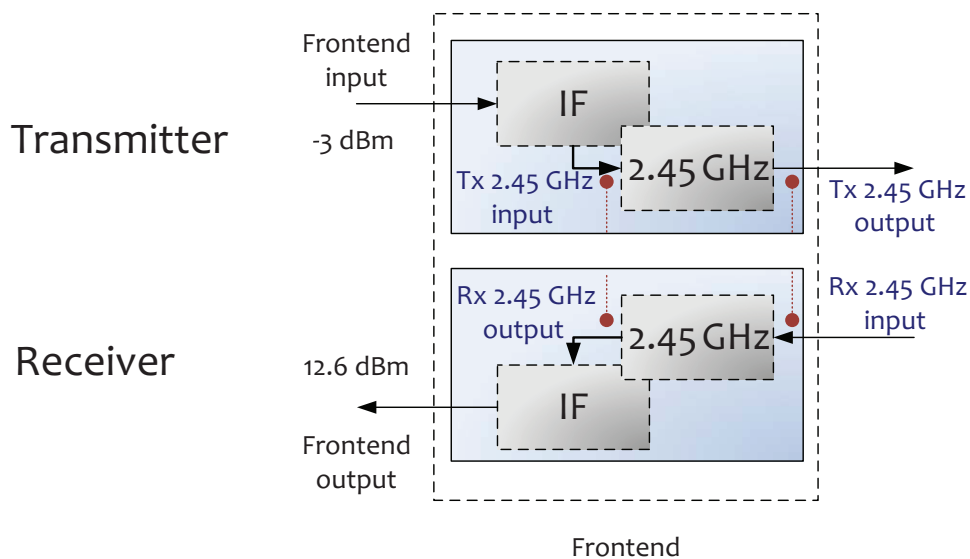 Frontend
input
-3 dBm
Transmitter
IF
2.45 GHz
Tx 2.45 GHz
input
Tx 2.45 GHz
output
Rx 2.45 GHz
output
Rx 2.45 GHz
input
2.45 GHz
Receiver
12.6 dBm
IF
Frontend
output
Frontend